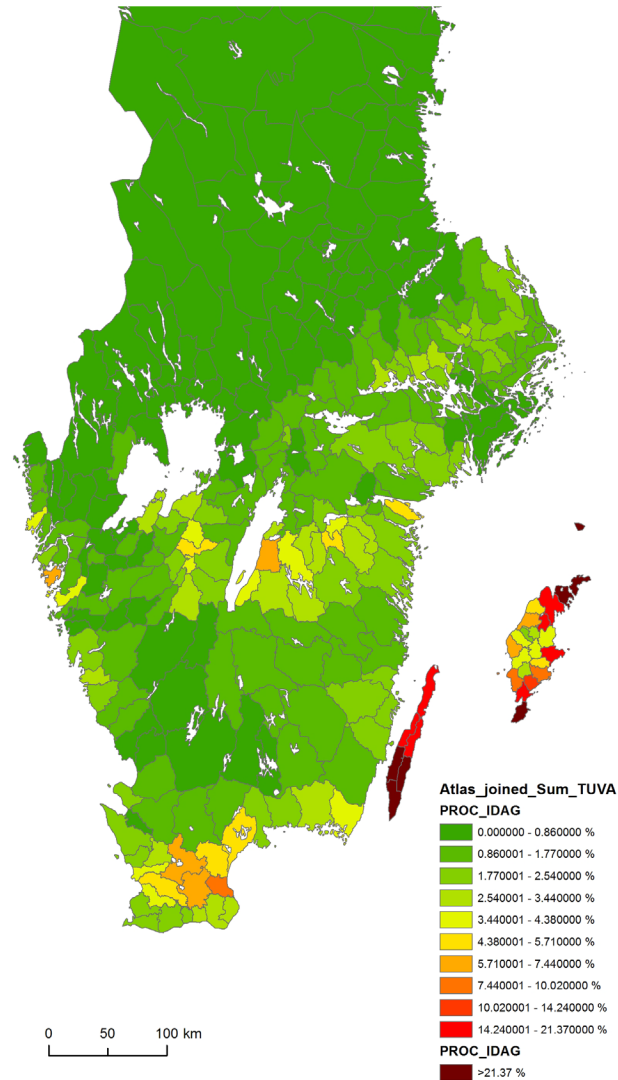 Atlas_joined_Sum_TUVA
PROC_IDAG
0.000000 - 0.860000 %
0.860001 - 1.770000 %
1.770001 - 2.540000 %
2.540001 - 3.440000 %
3.440001 - 4.380000 %
4.380001 - 5.710000 %
5.710001 - 7.440000 %
7.440001 - 10.020000 %
10.020001 - 14.240000 %
14.240001 - 21.370000 %
PROC_IDAG
>21.37 %
0 50 100 km